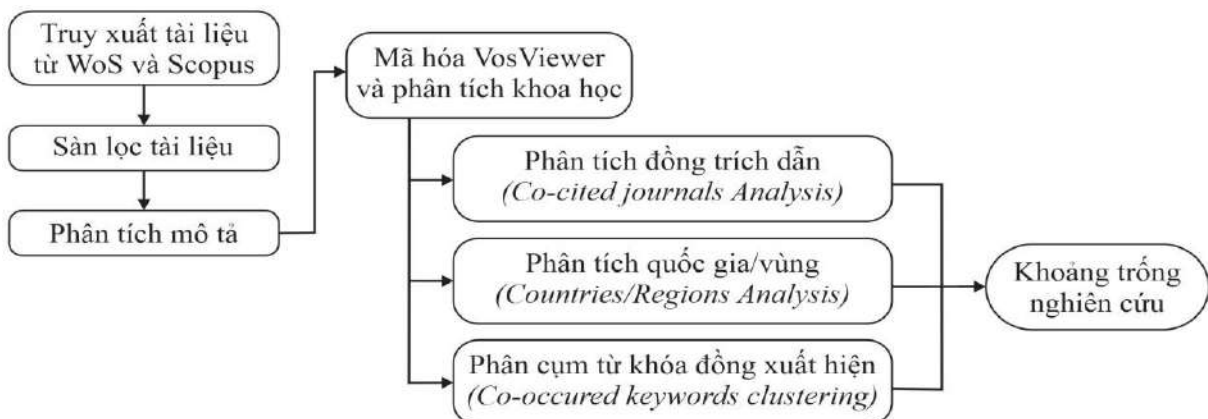 Truy xuất tài liệu
từ WoS và Scopus
Sàn lọc tài liệu
Phân tích mô tả
Mã hóa VosViewer
và phân tích khoa học
Phân tích đồng trích dẫn
(Co-cited journals Analysis)
Phân tích quốc gia/vùng
(Countries/Regions Analysis)
Phân cụm từ khóa đồng xuất hiện
(Co-occured keywords clustering)
Khoảng trống
nghiên cứu